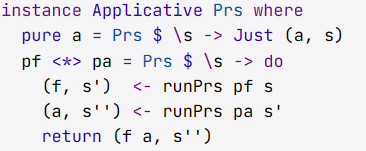 instance Applicative Prs where
  pure a = Prs $ \s -> Just (a, s)
  pf <*> pa = Prs $ \s -> do
    (f, s')  <- runPrs pf s
    (a, s'') <- runPrs pa s'
    return (f a, s'')